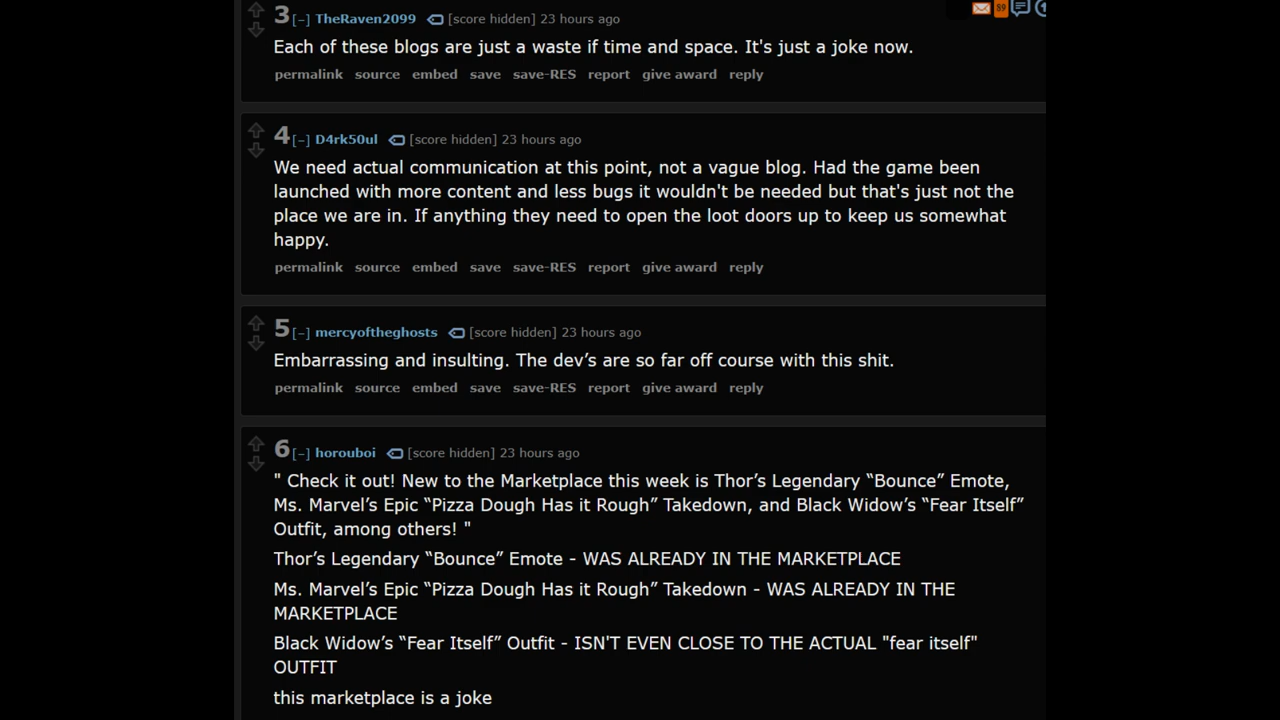 89
3 [–] TheRaven2099 [score hidden] 23 hours ago
Each of these blogs are just a waste if time and space. It's just a joke now.
permalink source embed save save-RES report give award reply
4 [–] D4rk50ul [score hidden] 23 hours ago
We need actual communication at this point, not a vague blog. Had the game been
launched with more content and less bugs it wouldn't be needed but that's just not the
place we are in. If anything they need to open the loot doors up to keep us somewhat
happy.
permalink source embed save save-RES report give award reply
5 [–] mercyoftheghosts [score hidden] 23 hours ago
Embarrassing and insulting. The dev’s are so far off course with this shit.
permalink source embed save save-RES report give award reply
6 [–] horouboi [score hidden] 23 hours ago
" Check it out! New to the Marketplace this week is Thor’s Legendary “Bounce” Emote,
Ms. Marvel’s Epic “Pizza Dough Has it Rough” Takedown, and Black Widow’s “Fear Itself”
Outfit, among others! "
Thor’s Legendary “Bounce” Emote - WAS ALREADY IN THE MARKETPLACE
Ms. Marvel’s Epic “Pizza Dough Has it Rough” Takedown - WAS ALREADY IN THE
MARKETPLACE
Black Widow’s “Fear Itself” Outfit - ISN'T EVEN CLOSE TO THE ACTUAL "fear itself"
OUTFIT
this marketplace is a joke